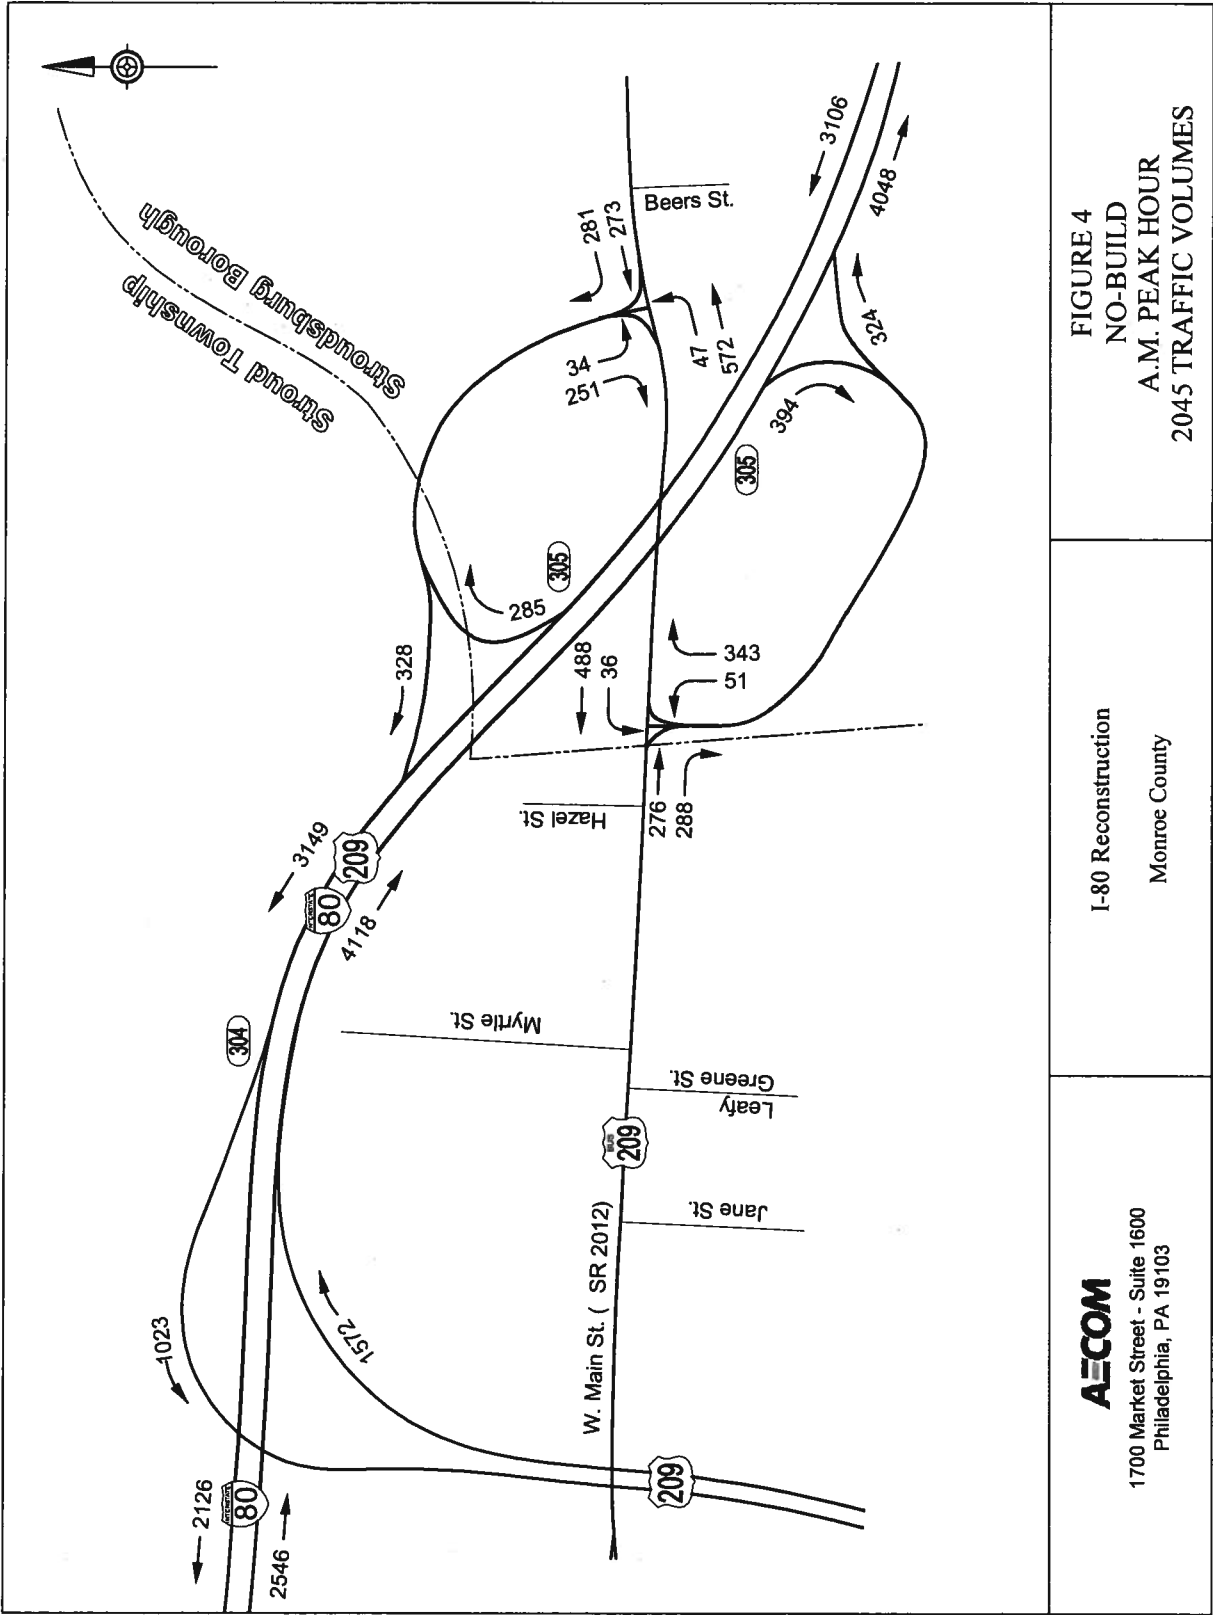 Stroud Township
Stroudsburg Borough
2126
INTERSTATE
80
2546
1023
1572
304
3149
209
INTERSTATE
80
4118
328
285
305
488
36
276
288
343
51
34
251
281
273
47
572
305
394
324
3106
4048
209
W. Main St. ( SR 2012)
BUS
209
Jane St.
Leafy
Greene St.
Myrtle St.
Hazel St.
Beers St.
AECOM
1700 Market Street - Suite 1600
Philadelphia, PA 19103
I-80 Reconstruction
Monroe County
FIGURE 4
NO-BUILD
A.M. PEAK HOUR
2045 TRAFFIC VOLUMES